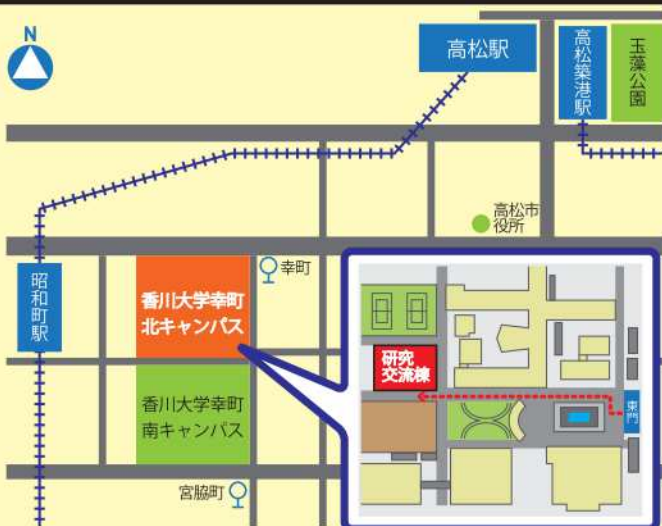 N
高松駅
高松築港駅
玉藻公園
高松市
役所
昭和町駅
香川大学幸町
北キャンパス
幸町
香川大学幸町
南キャンパス
宮脇町
研究
交流棟
東門